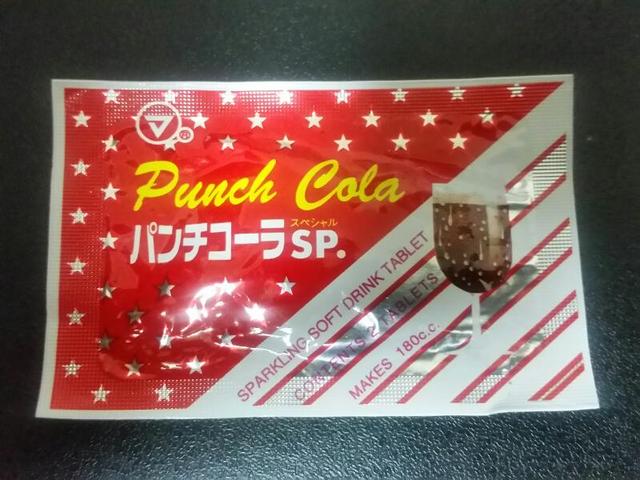 ®
Punch Cola
スペシャル
パンチコーラSP.
SPARKLING SOFT DRINK TABLET
CONTENTS 2 TABLETS
MAKES 180c.c.